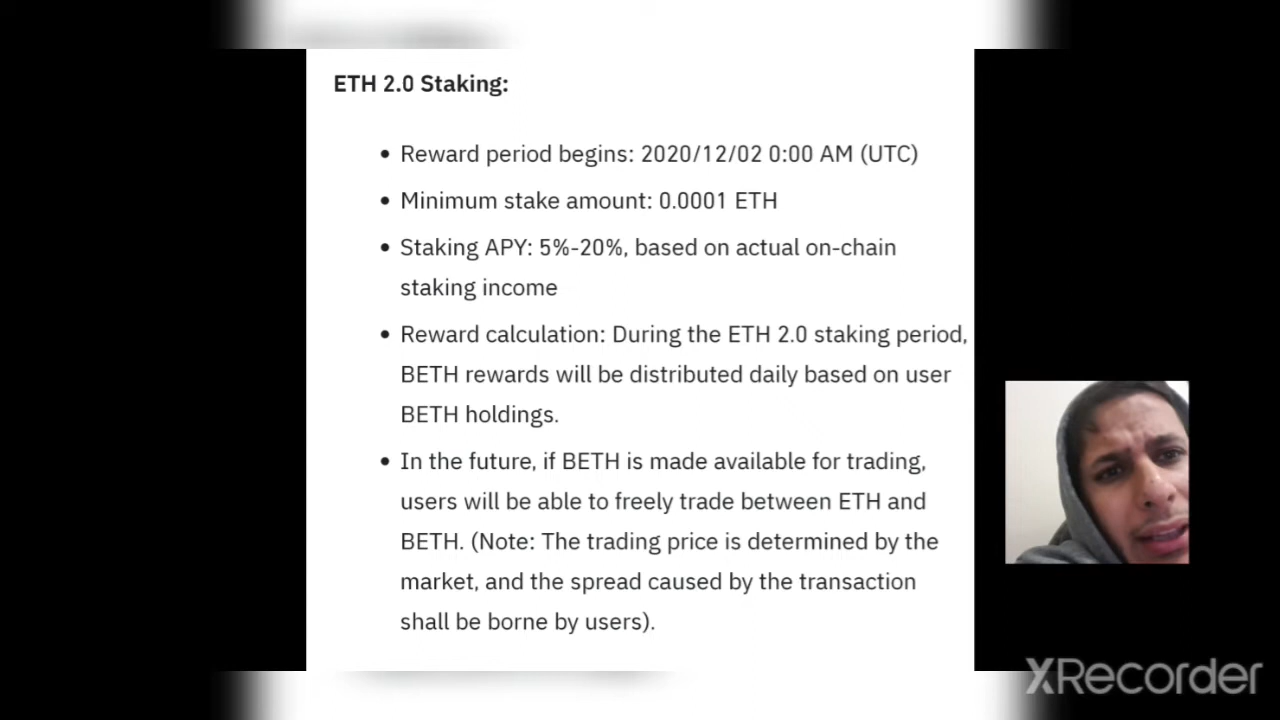 ETH 2.0 Staking:
• Reward period begins: 2020/12/02 0:00 AM (UTC)
• Minimum stake amount: 0.0001 ETH
• Staking APY: 5%-20%, based on actual on-chain
staking income
• Reward calculation: During the ETH 2.0 staking period,
BETH rewards will be distributed daily based on user
BETH holdings.
• In the future, if BETH is made available for trading,
users will be able to freely trade between ETH and
BETH. (Note: The trading price is determined by the
market, and the spread caused by the transaction
shall be borne by users).
XRecorder